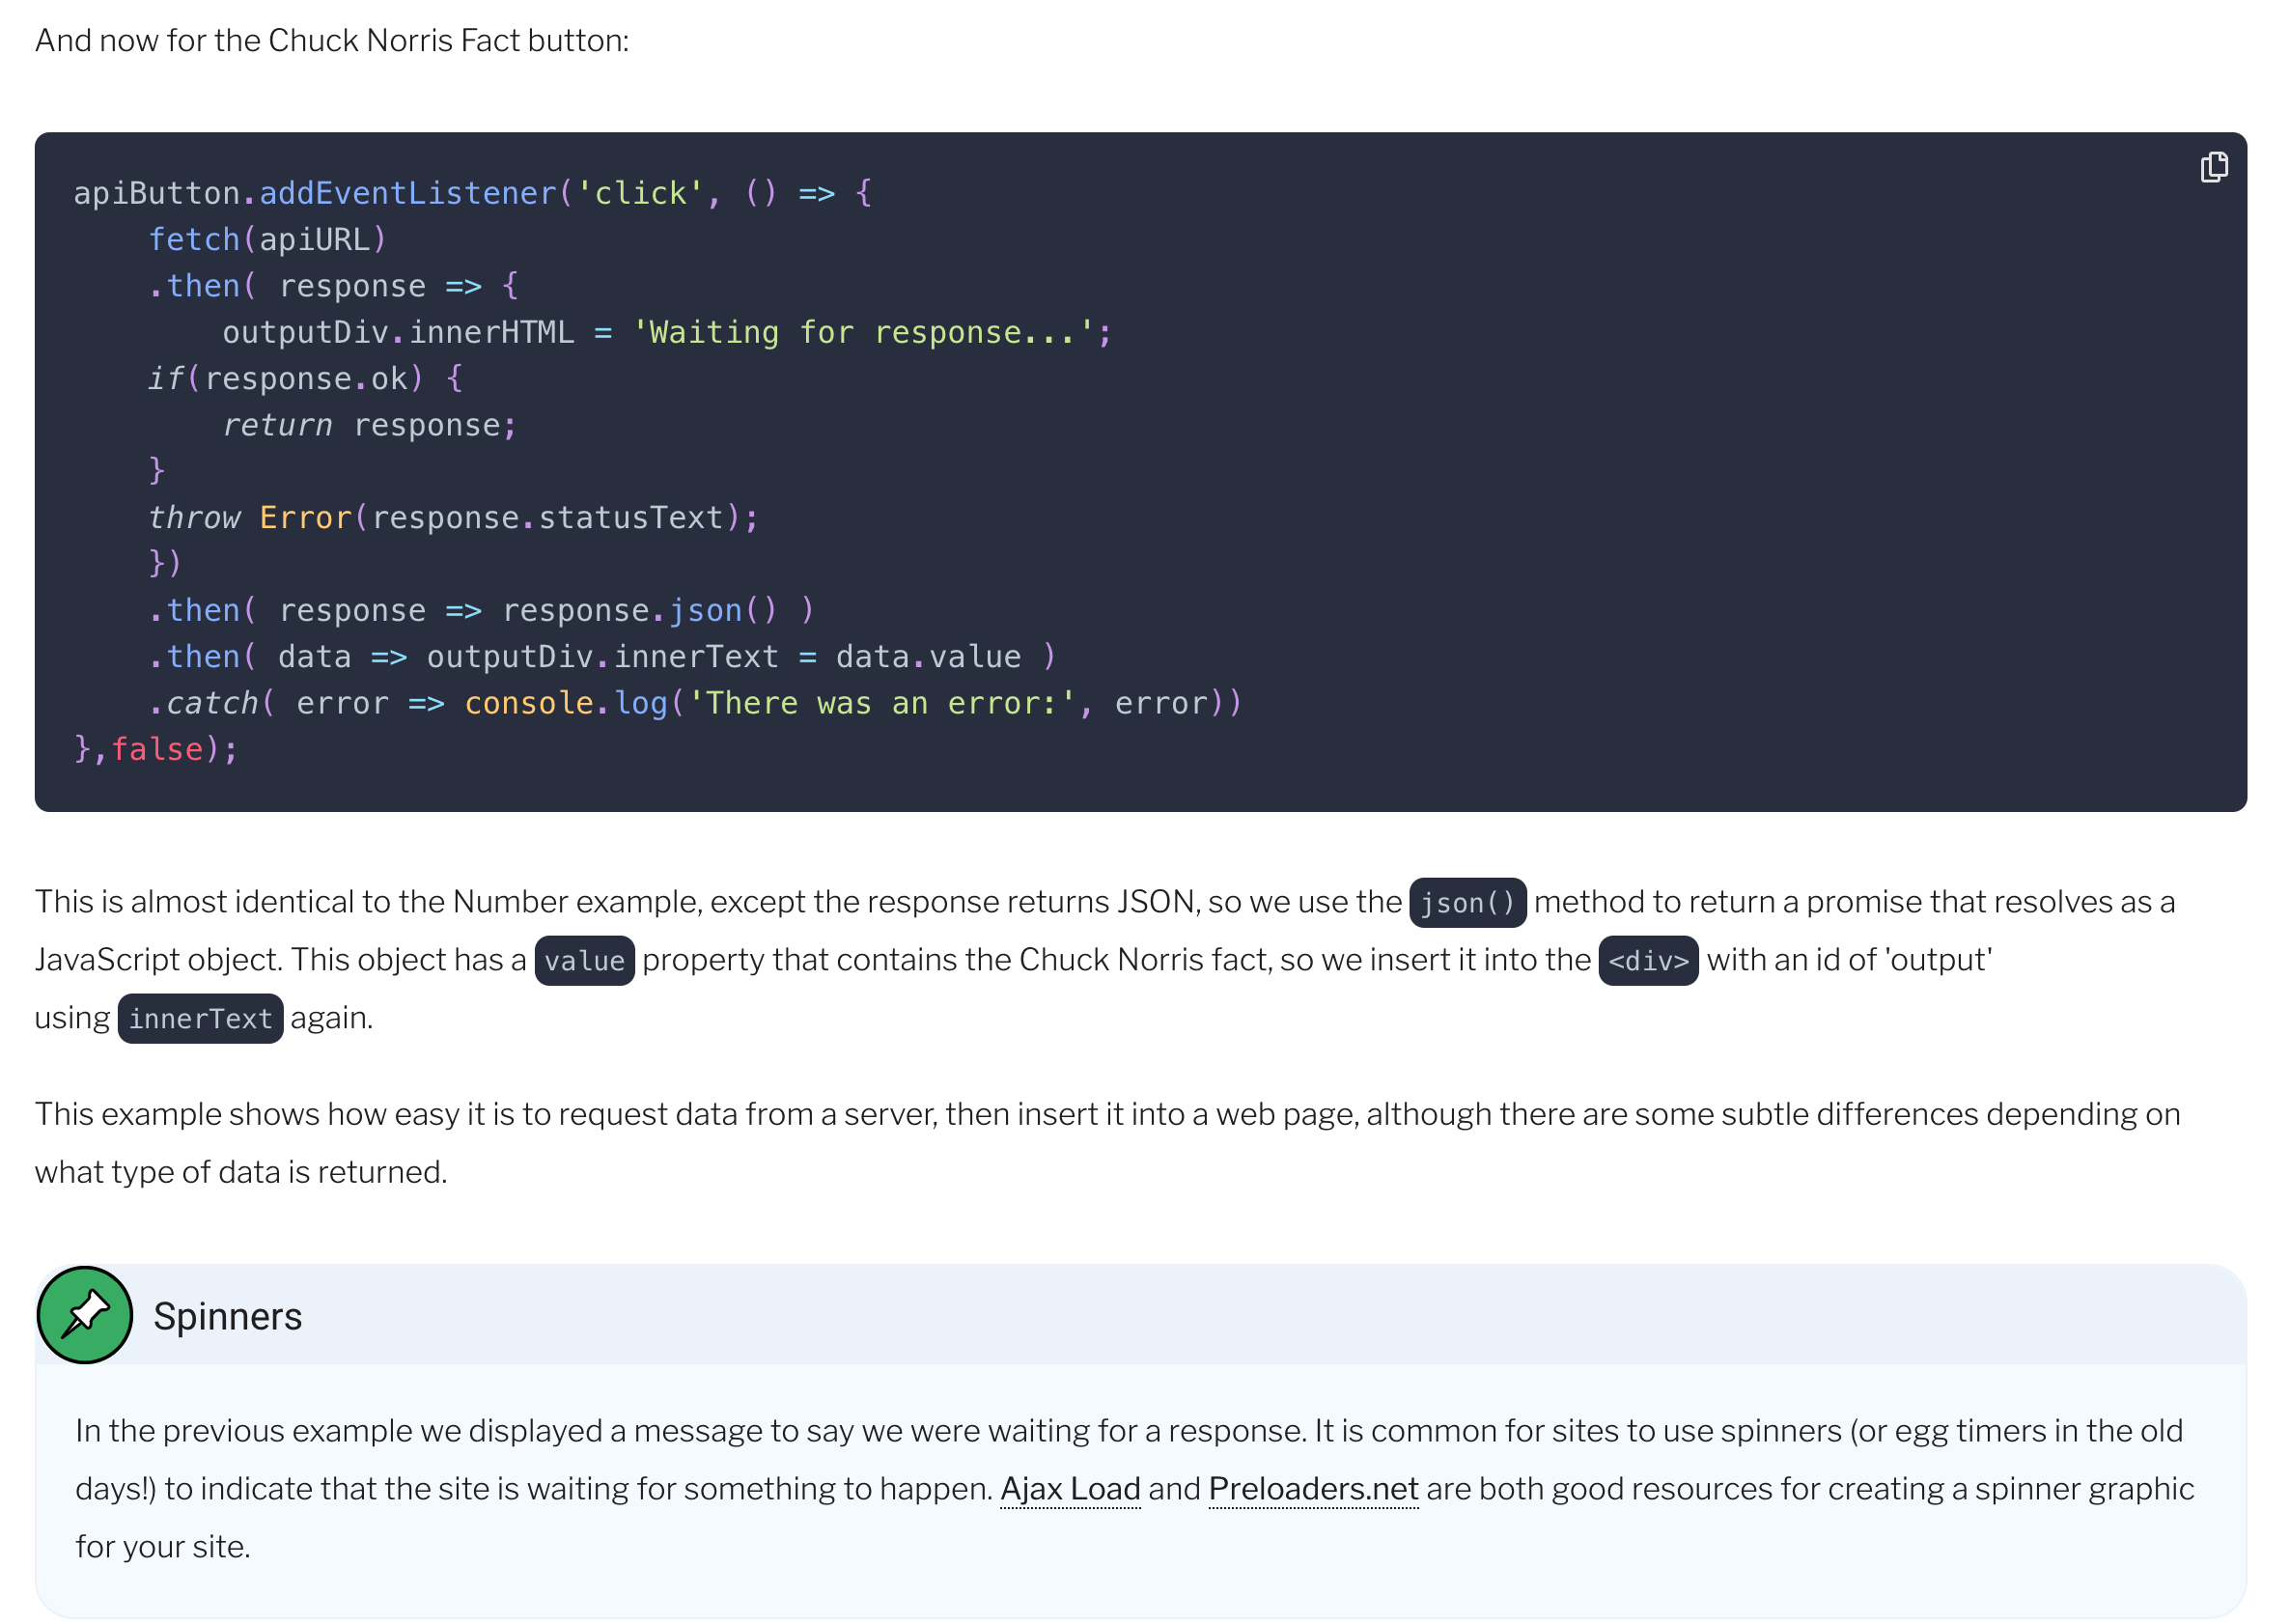 And now for the Chuck Norris Fact button:
apiButton.addEventListener('click', () => {
    fetch(apiURL)
    .then( response => {
        outputDiv.innerHTML = 'Waiting for response...';
    if(response.ok) {
        return response;
    }
    throw Error(response.statusText);
    })
    .then( response => response.json() )
    .then( data => outputDiv.innerText = data.value )
    .catch( error => console.log('There was an error:', error))
},false);
This is almost identical to the Number example, except the response returns JSON, so we use the json() method to return a promise that resolves as a
JavaScript object. This object has a value property that contains the Chuck Norris fact, so we insert it into the <div> with an id of 'output'
using innerText again.
This example shows how easy it is to request data from a server, then insert it into a web page, although there are some subtle differences depending on
what type of data is returned.
Spinners
In the previous example we displayed a message to say we were waiting for a response. It is common for sites to use spinners (or egg timers in the old
days!) to indicate that the site is waiting for something to happen. Ajax Load and Preloaders.net are both good resources for creating a spinner graphic
for your site.